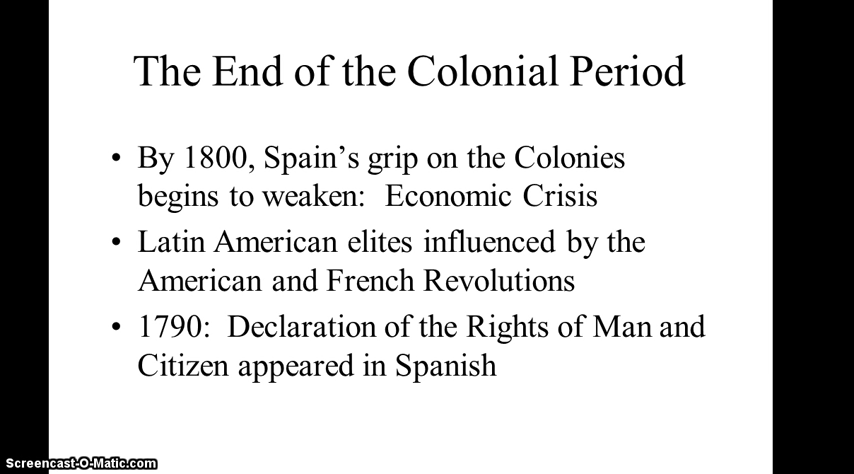 The End of the Colonial Period
• By 1800, Spain’s grip on the Colonies
begins to weaken:  Economic Crisis
• Latin American elites influenced by the
American and French Revolutions
• 1790:  Declaration of the Rights of Man and
Citizen appeared in Spanish
Screencast-O-Matic.com